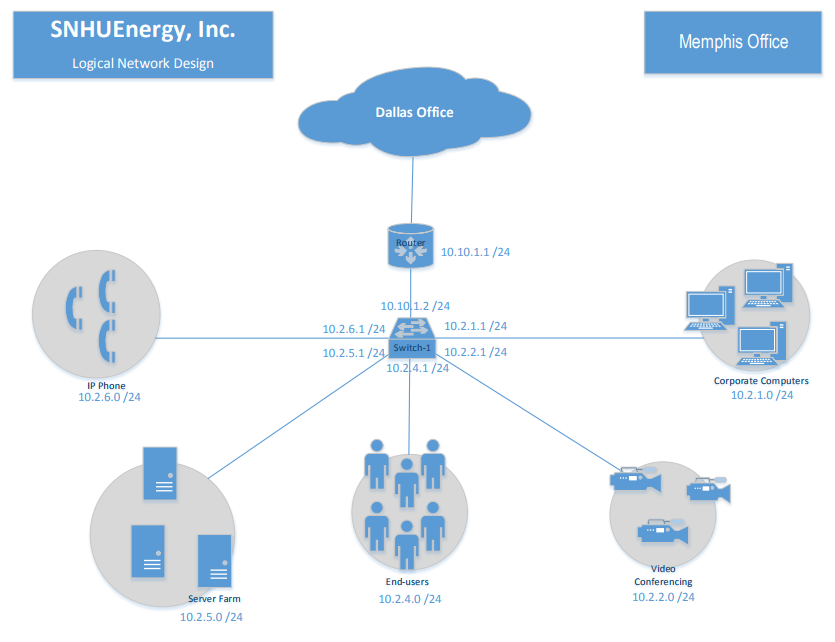 SNHUEnergy, Inc.
Logical Network Design
Memphis Office
Dallas Office
Router
10.10.1.1 /24
10.10.1.2 /24
10.2.6.1 /24
10.2.1.1 /24
Switch-1
10.2.5.1 /24
10.2.2.1 /24
10.2.4.1 /24
IP Phone
10.2.6.0 /24
Corporate Computers
10.2.1.0 /24
Server Farm
10.2.5.0 /24
End-users
10.2.4.0 /24
Video
Conferencing
10.2.2.0 /24